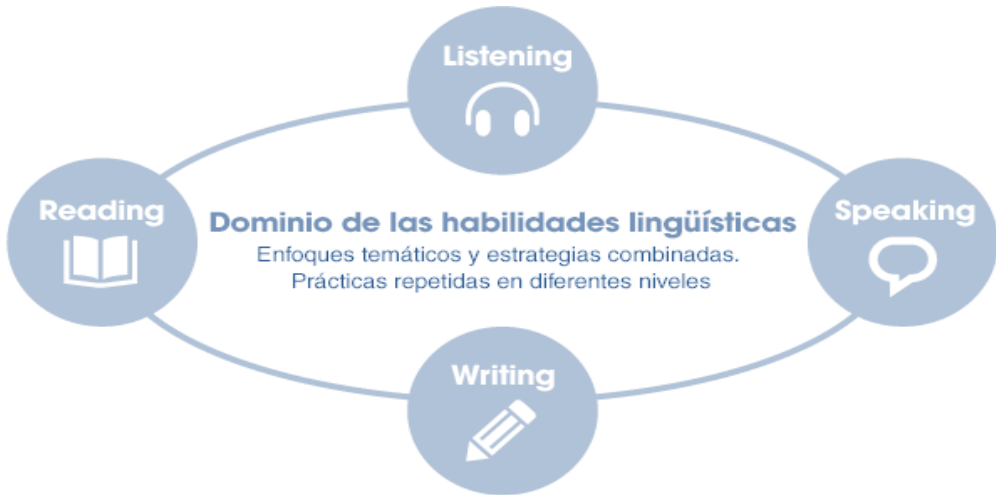 Listening
Reading
Speaking
Dominio de las habilidades lingüísticas
Enfoques temáticos y estrategias combinadas.
Prácticas repetidas en diferentes niveles
Writing